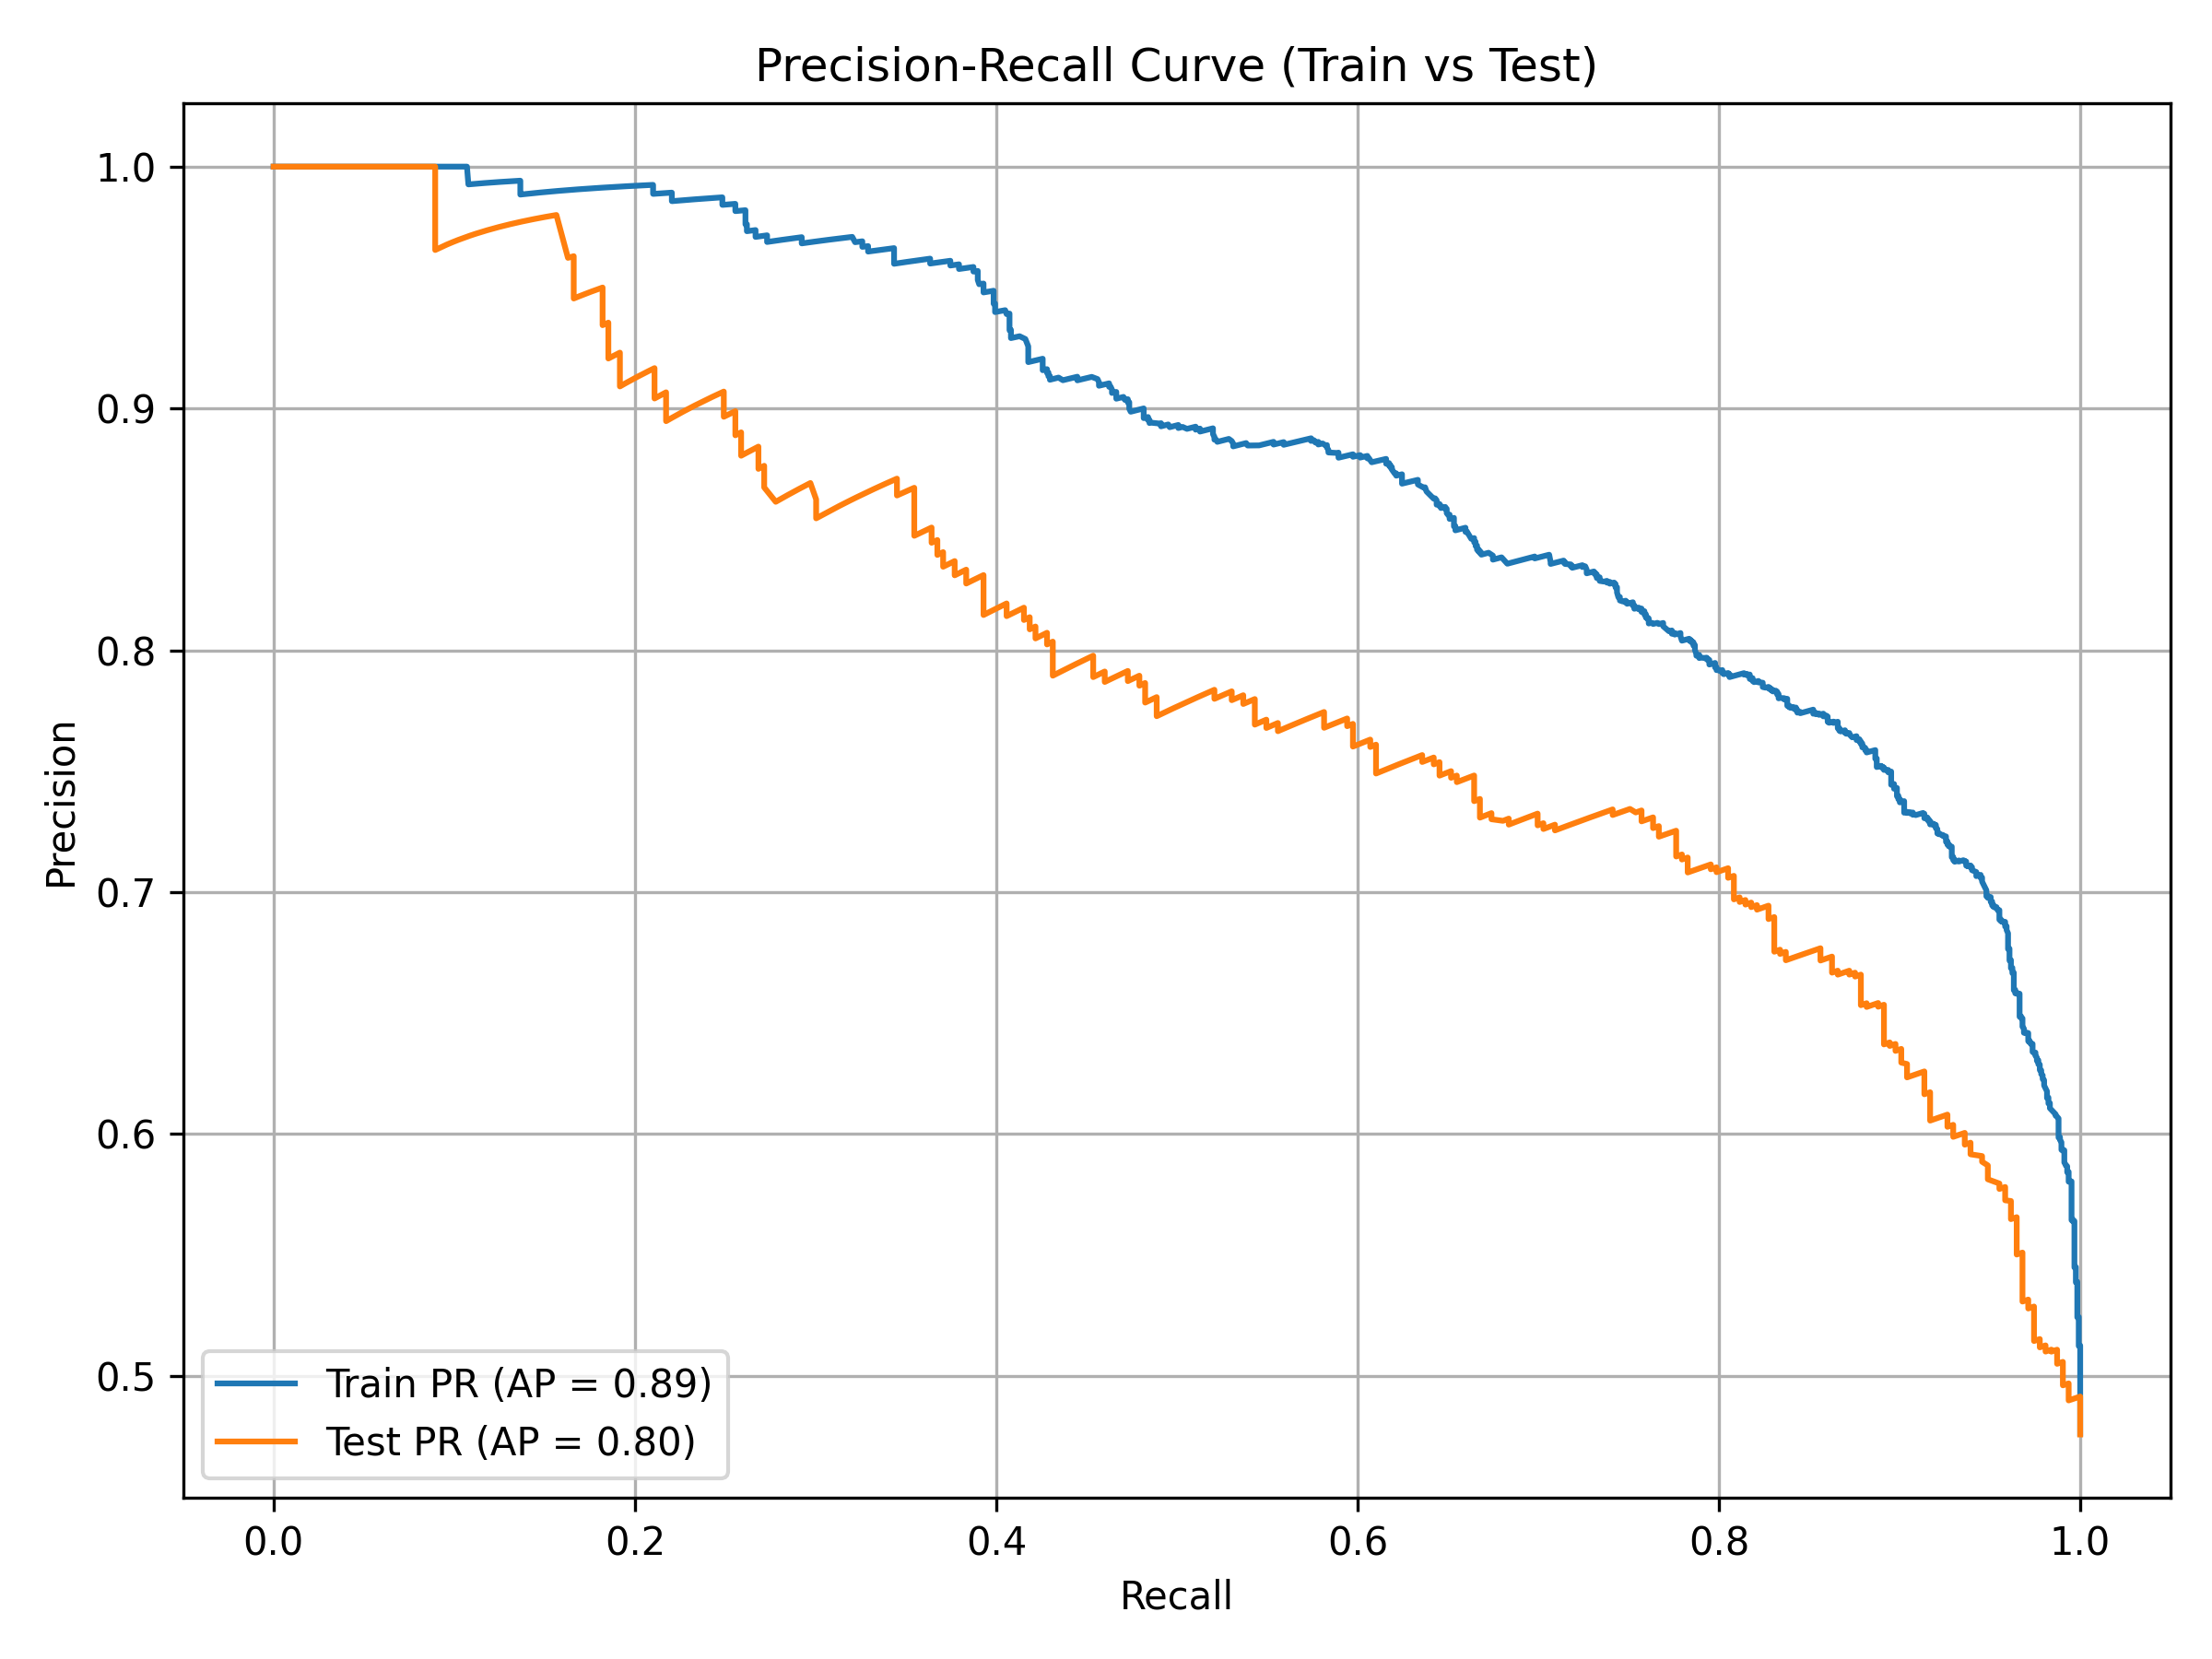 Precision-Recall Curve (Train vs Test)
1.0
0.9
0.8
0.7
0.6
0.5
Precision
Train PR (AP = 0.89)
Test PR (AP = 0.80)
0.0 0.2 0.4 0.6 0.8 1.0
Recall